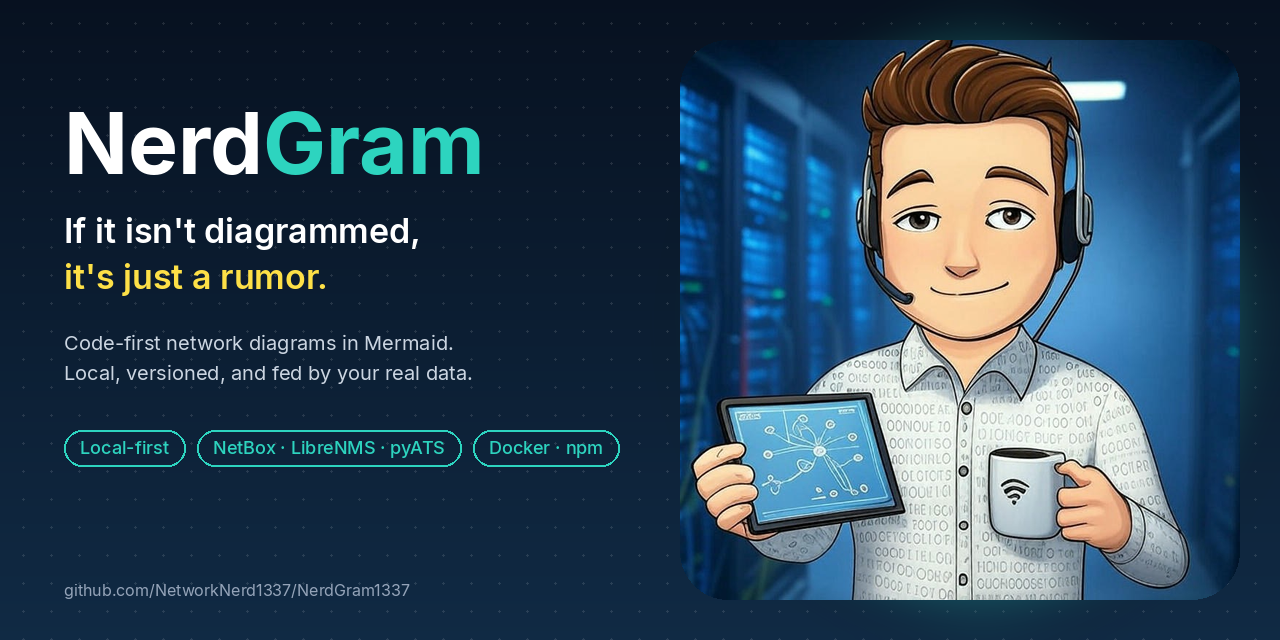 NerdGram
If it isn't diagrammed,
it's just a rumor.
Code-first network diagrams in Mermaid.
Local, versioned, and fed by your real data.
Local-first
NetBox · LibreNMS · pyATS
Docker · npm
github.com/NetworkNerd1337/NerdGram1337